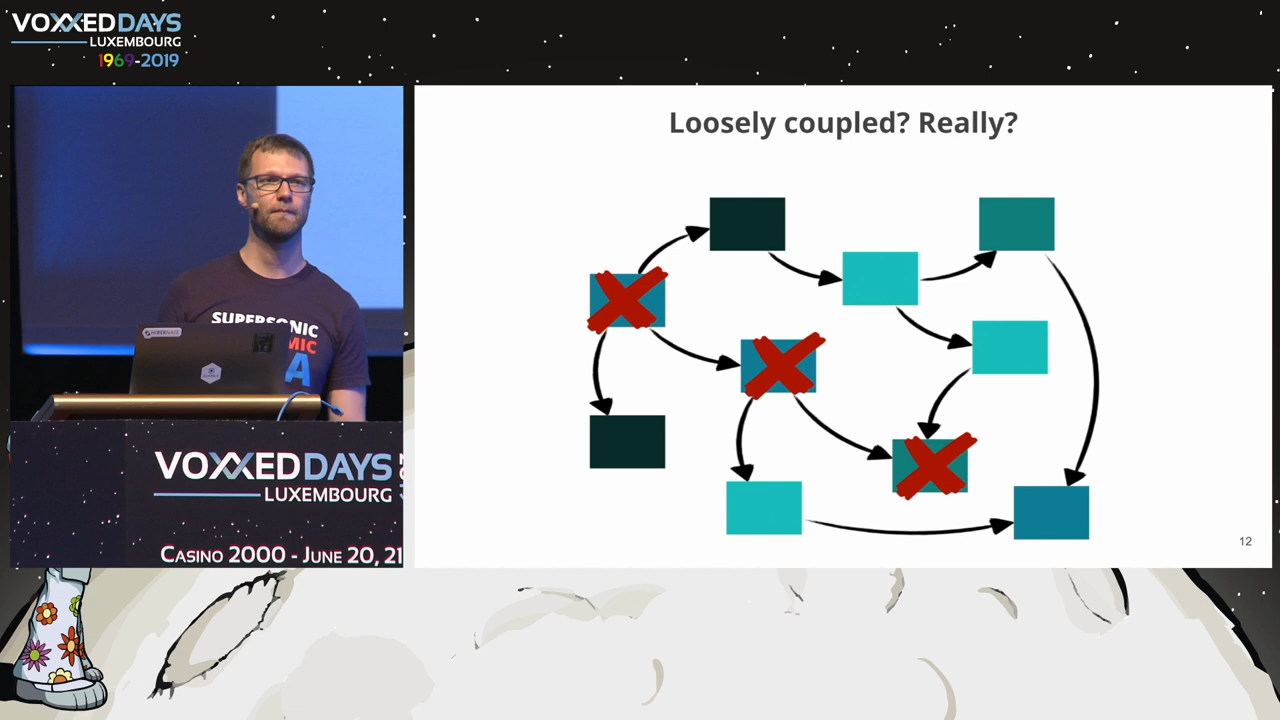 VOXXED DAYS
LUXEMBOURG
1969-2019
Loosely coupled? Really?
SUPERSONIC
MIC
A
HIBERNATE
VOXXED DAYS
LUXEMBOURG
CASINO 2000 - JUNE 20, 21
12